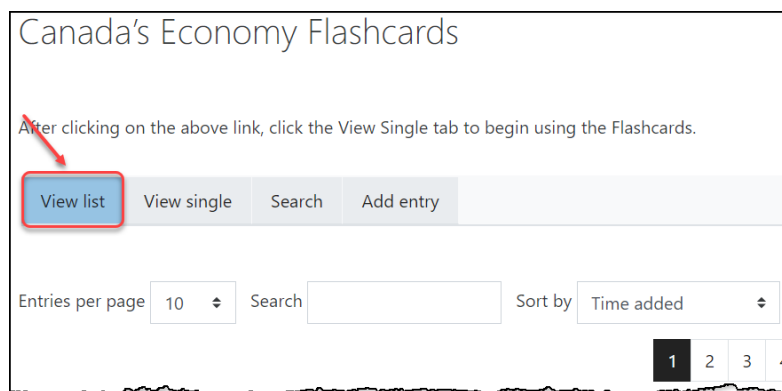 Canada's Economy Flashcards
After clicking on the above link, click the View Single tab to begin using the Flashcards.
View list View single Search Add entry
Entries per page 10 Search Sort by Time added
1 2 3 4